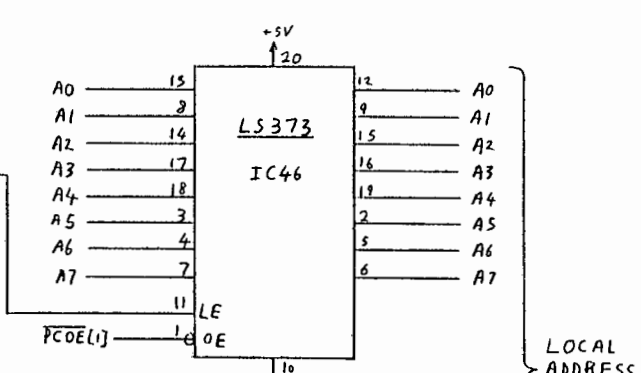 +5V
20
A0 13 12 A0
A1 8 LS373 9 A1
A2 14 15 A2
A3 17 IC46 16 A3
A4 18 19 A4
A5 3 2 A5
A6 4 5 A6
A7 7 6 A7
11 LE
PCOE[1] 1 OE
10
LOCAL
ADDRESS